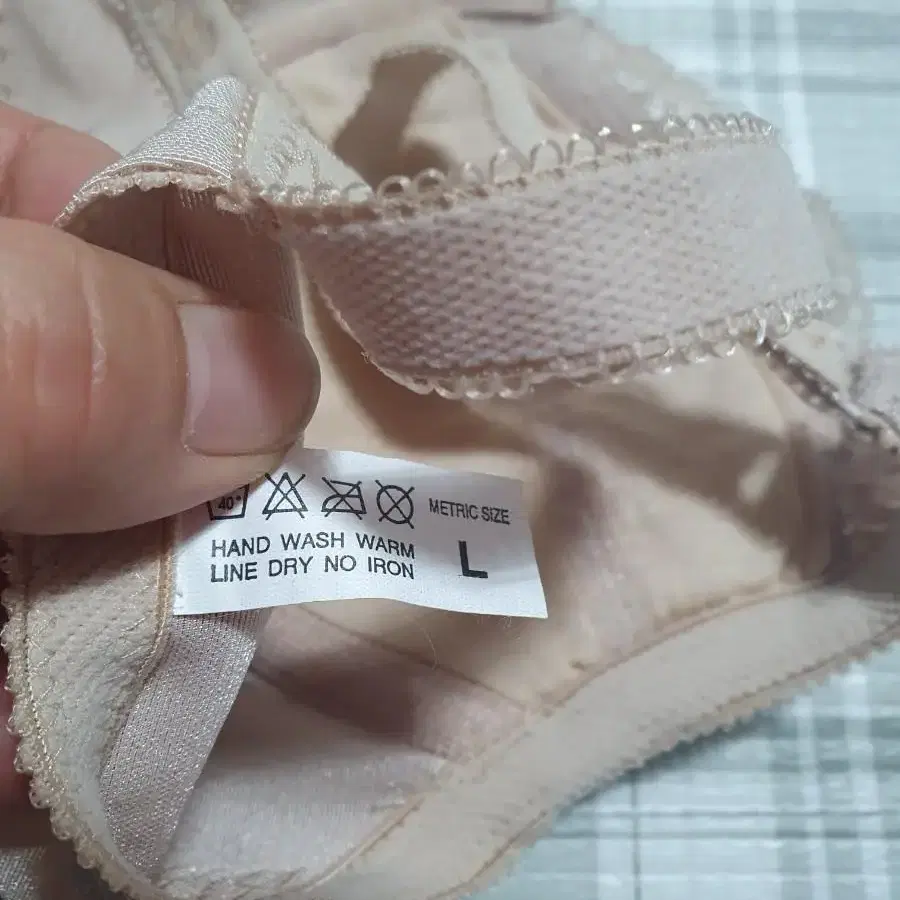 40° METRIC SIZE
HAND WASH WARM
LINE DRY NO IRON
L